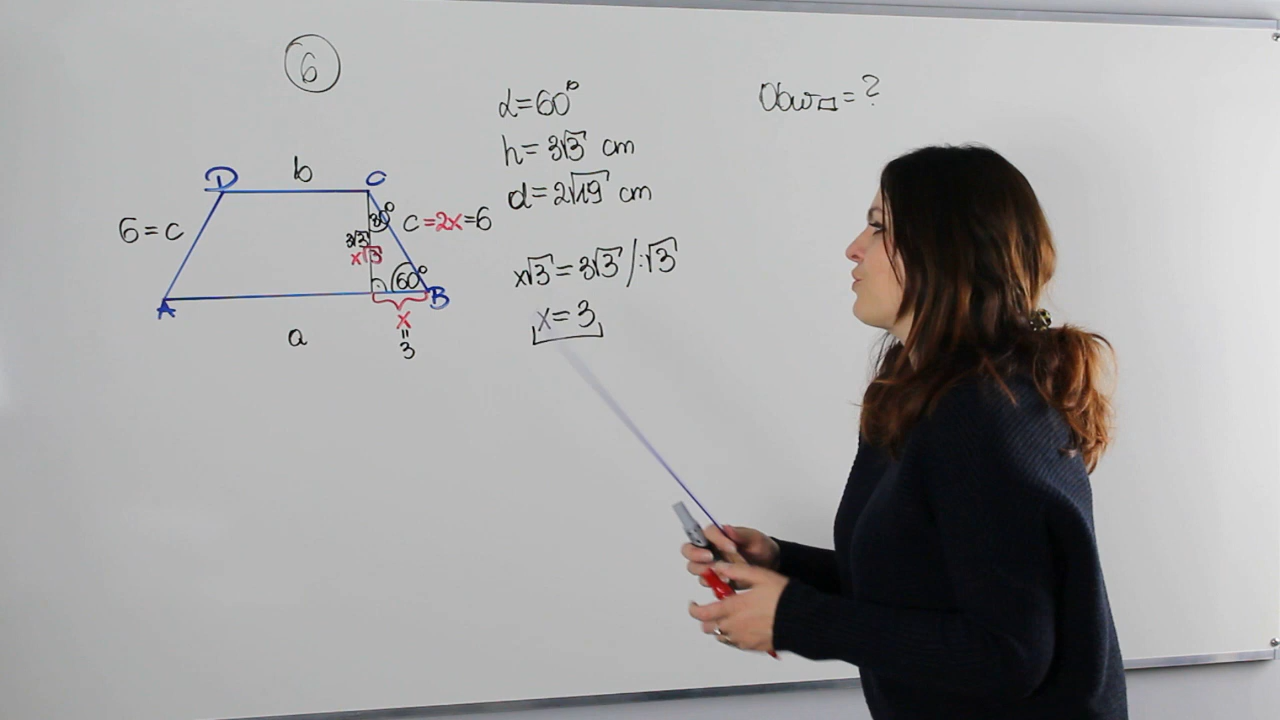 6
α=60°
h=3√3 cm
d=2√19 cm
x√3=3√3 /:√3
x=3
Obw▱=?
D
b
C
6=c
30°
c=2x=6
3√3
x√3
60°
A
B
a
x
=
3